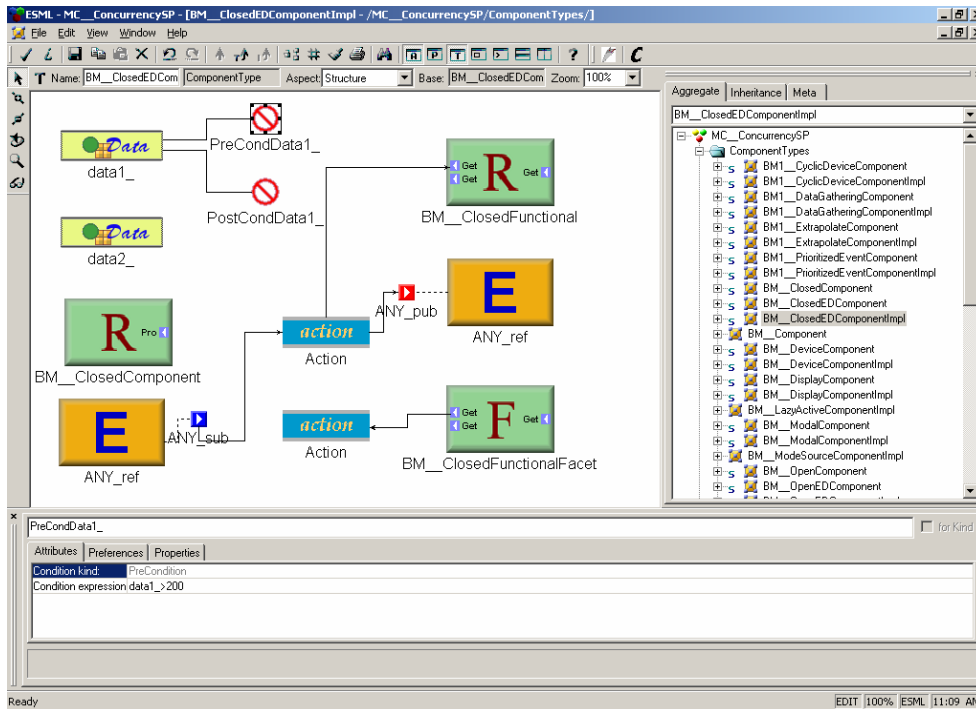 ESML - MC__ConcurrencySP - [BM__ClosedEDComponentImpl - /MC__ConcurrencySP/ComponentTypes/]
File Edit View Window Help
T Name: BM__ClosedEDCom ComponentType Aspect: Structure Base: BM__ClosedEDCom Zoom: 100%
Data
data1_
PreCondData1_
PostCondData1_
Data
data2_
R Pro
BM__ClosedComponent
E
ANY_ref
ANY_sub
action
Action
action
Action
Get Get R Get
BM__ClosedFunctional
ANY_pub
E
ANY_ref
Get Get F Get
BM__ClosedFunctionalFacet
Aggregate Inheritance Meta
BM__ClosedEDComponentImpl
MC__ConcurrencySP
ComponentTypes
s BM1__CyclicDeviceComponent
s BM1__CyclicDeviceComponentImpl
s BM1__DataGatheringComponent
s BM1__DataGatheringComponentImpl
s BM1__ExtrapolateComponent
s BM1__ExtrapolateComponentImpl
s BM1__PrioritizedEventComponent
s BM1__PrioritizedEventComponentImpl
s BM__ClosedComponent
s BM__ClosedEDComponent
s BM__ClosedEDComponentImpl
BM__Component
s BM__DeviceComponent
s BM__DeviceComponentImpl
s BM__DisplayComponent
s BM__DisplayComponentImpl
BM__LazyActiveComponentImpl
s BM__ModalComponent
s BM__ModalComponentImpl
BM__ModeSourceComponentImpl
s BM__OpenComponent
s BM__OpenEDComponent
PreCondData1_
for Kind
Attributes Preferences Properties
Condition kind: PreCondition
Condition expression data1_>200
Ready EDIT 100% ESML 11:09 AM